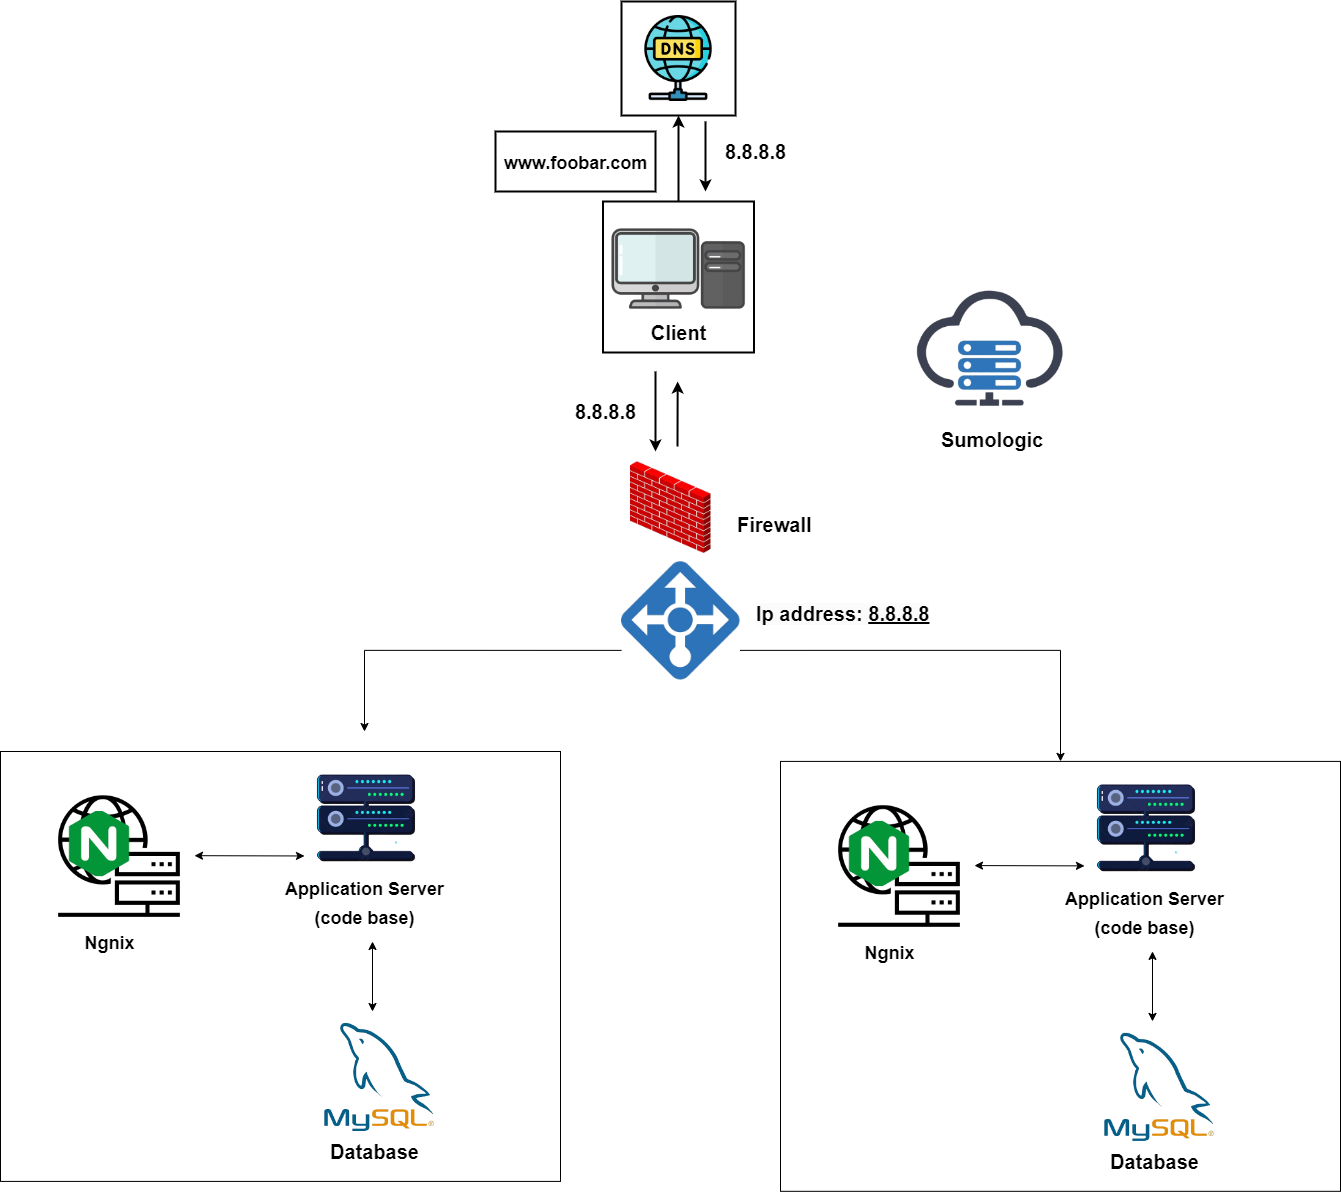 DNS
www.foobar.com
8.8.8.8
Client
8.8.8.8
Sumologic
Firewall
Ip address: 8.8.8.8
N
Application Server
(code base)
Ngnix
MySQL®
Database
N
Application Server
(code base)
Ngnix
MySQL®
Database